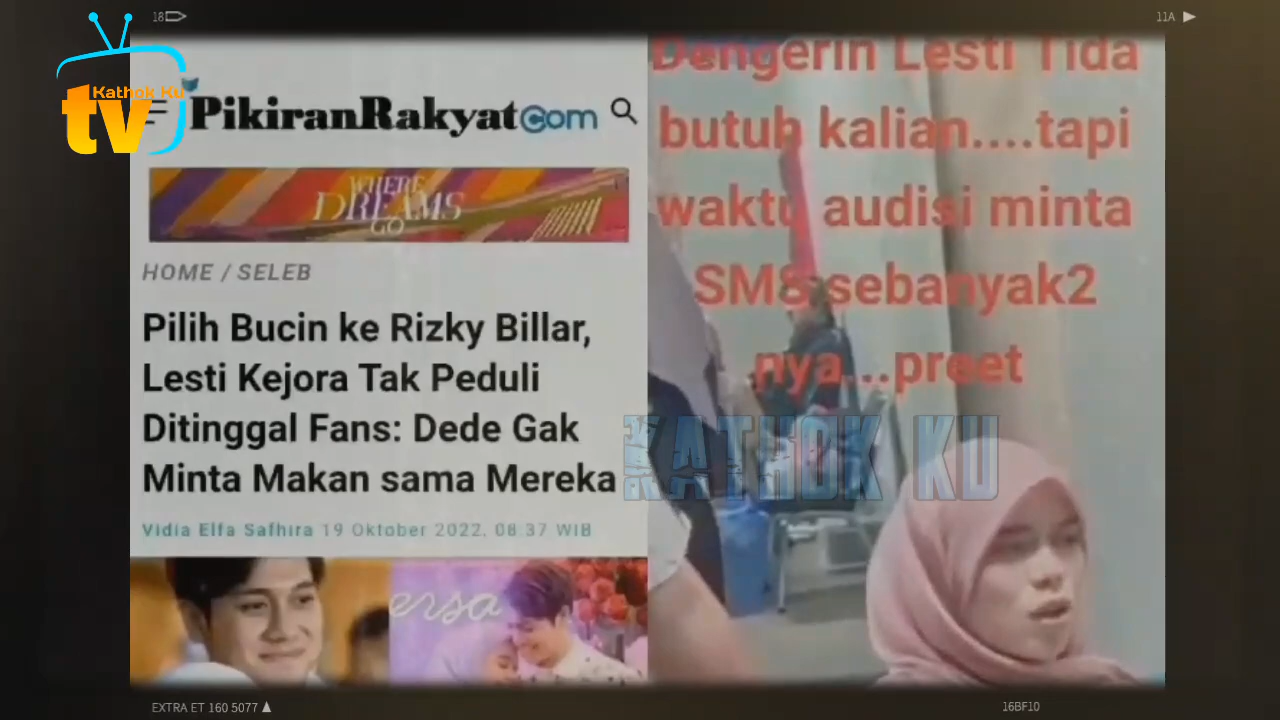 18
11A
Kathok Ku
tv
PikiranRakyat.com
WHERE
DREAMS
GO
HOME / SELEB
Pilih Bucin ke Rizky Billar,
Lesti Kejora Tak Peduli
Ditinggal Fans: Dede Gak
Minta Makan sama Mereka
Vidia Elfa Safhira 19 Oktober 2022, 08:37 WIB
ersa
Dengerin Lesti Tida
butuh kalian....tapi
waktu audisi minta
SMS sebanyak2
nya...preet
KATHOK KU
EXTRA ET 160 5077
16BF10